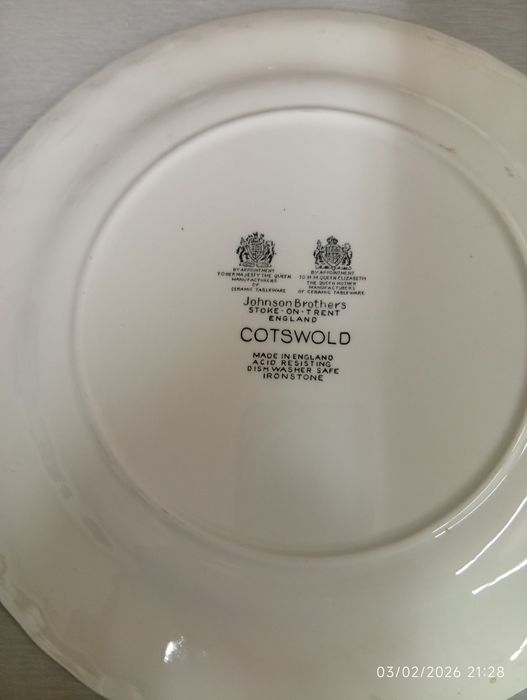 BY APPOINTMENT
TO HER MAJESTY THE QUEEN
MANUFACTURERS
OF
CERAMIC TABLEWARE
BY APPOINTMENT
TO H M QUEEN ELIZABETH
THE QUEEN MOTHER
MANUFACTURERS
OF CERAMIC TABLEWARE
Johnson Brothers
STOKE-ON-TRENT
ENGLAND
COTSWOLD
MADE IN ENGLAND
ACID RESISTING
DISH WASHER SAFE
IRONSTONE
03/02/2026 21:28